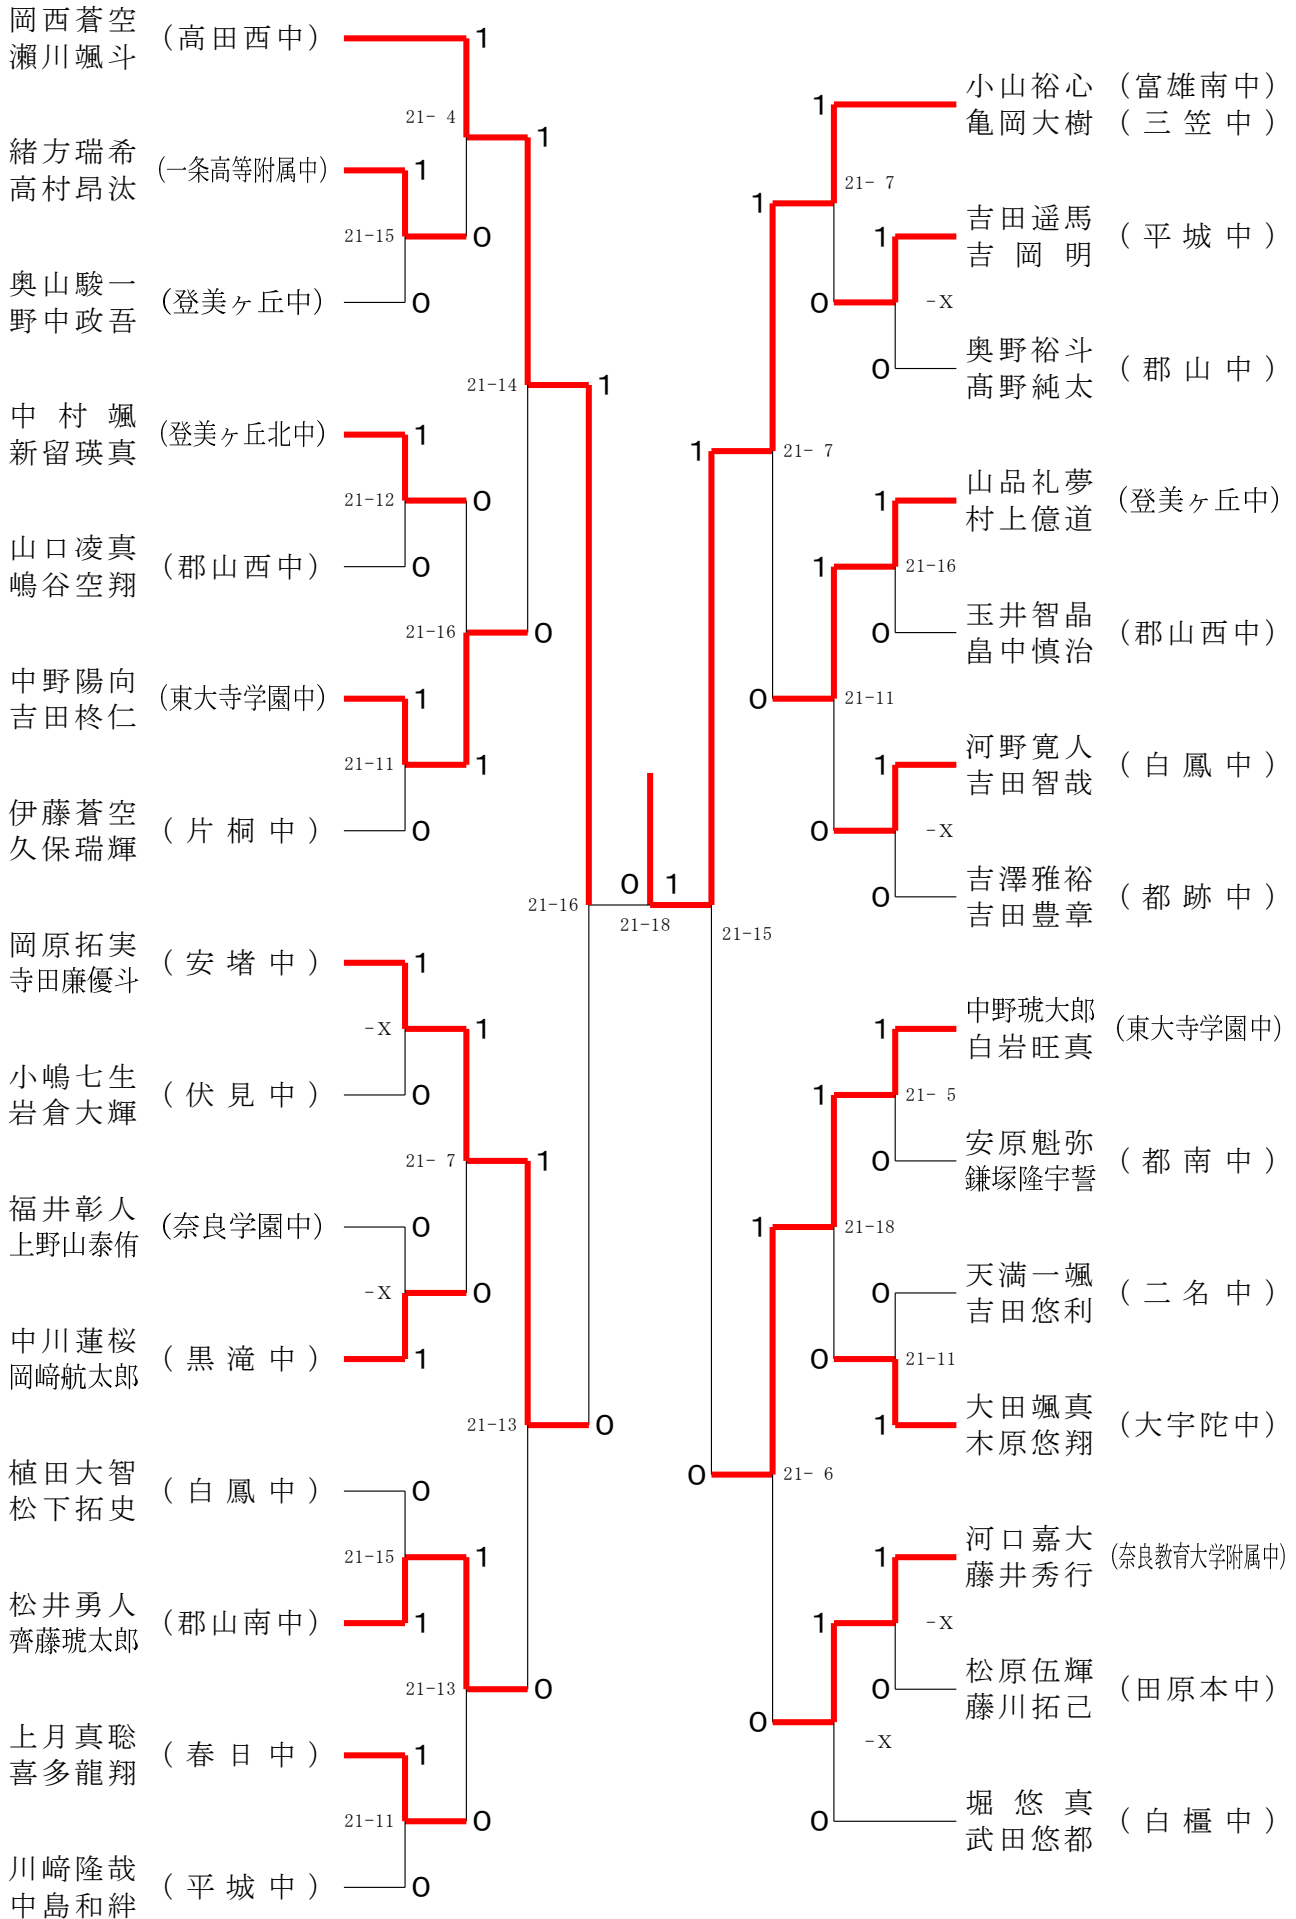 岡西蒼空
瀬川颯斗
(高田西中)
1
21- 4
1
緒方瑞希
高村昂汰
(一条高等附属中)
1
21-15
0
奥山駿一
野中政吾
(登美ヶ丘中)
0
21-14
1
中村颯
新留瑛真
(登美ヶ丘北中)
1
21-12
0
山口凌真
嶋谷空翔
(郡山西中)
0
21-16
0
中野陽向
吉田柊仁
(東大寺学園中)
1
21-11
1
伊藤蒼空
久保瑞輝
(片桐中)
0
21-16
0
1
21-18
岡原拓実
寺田廉優斗
(安堵中)
1
-X
1
小嶋七生
岩倉大輝
(伏見中)
0
21- 7
1
福井彰人
上野山泰侑
(奈良学園中)
0
-X
0
中川蓮桜
岡﨑航太郎
(黒滝中)
1
21-13
0
植田大智
松下拓史
(白鳳中)
0
21-15
1
松井勇人
齊藤琥太郎
(郡山南中)
1
21-13
0
上月真聡
喜多龍翔
(春日中)
1
21-11
0
川﨑隆哉
中島和絆
(平城中)
0
1
小山裕心 (富雄南中)
亀岡大樹 (三笠中)
21- 7
1
1
吉田遥馬
吉岡明
(平城中)
0
-X
0
奥野裕斗
髙野純太
(郡山中)
1
21- 7
1
山品礼夢
村上億道
(登美ヶ丘中)
1
21-16
0
玉井智晶
畠中慎治
(郡山西中)
0
21-11
1
河野寛人
吉田智哉
(白鳳中)
0
-X
0
吉澤雅裕
吉田豊章
(都跡中)
21-15
1
中野琥大郎
白岩旺真
(東大寺学園中)
1
21- 5
0
安原魁弥
鎌塚隆宇誓
(都南中)
1
21-18
0
天満一颯
吉田悠利
(二名中)
0
21-11
1
大田颯真
木原悠翔
(大宇陀中)
0
21- 6
1
河口嘉大
藤井秀行
(奈良教育大学附属中)
1
-X
0
松原伍輝
藤川拓己
(田原本中)
0
-X
0
堀悠真
武田悠都
(白橿中)